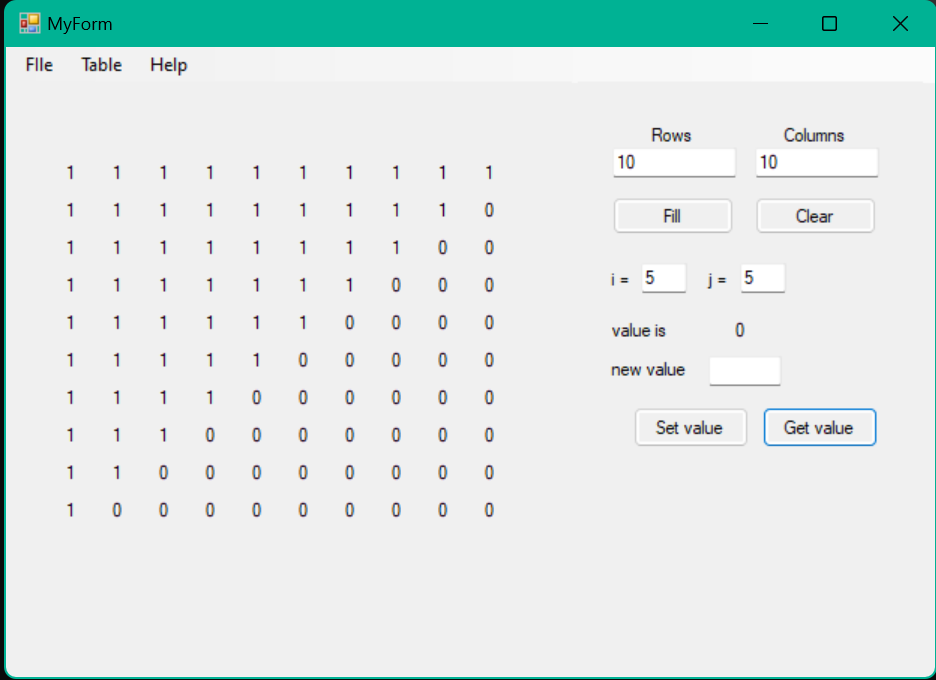 MyForm
FIle Table Help
Rows Columns
10 10
1 1 1 1 1 1 1 1 1 1
1 1 1 1 1 1 1 1 1 0
1 1 1 1 1 1 1 1 0 0
1 1 1 1 1 1 1 0 0 0
1 1 1 1 1 1 0 0 0 0
1 1 1 1 1 0 0 0 0 0
1 1 1 1 0 0 0 0 0 0
1 1 1 0 0 0 0 0 0 0
1 1 0 0 0 0 0 0 0 0
1 0 0 0 0 0 0 0 0 0
Fill Clear
i = 5 j = 5
value is 0
new value
Set value Get value